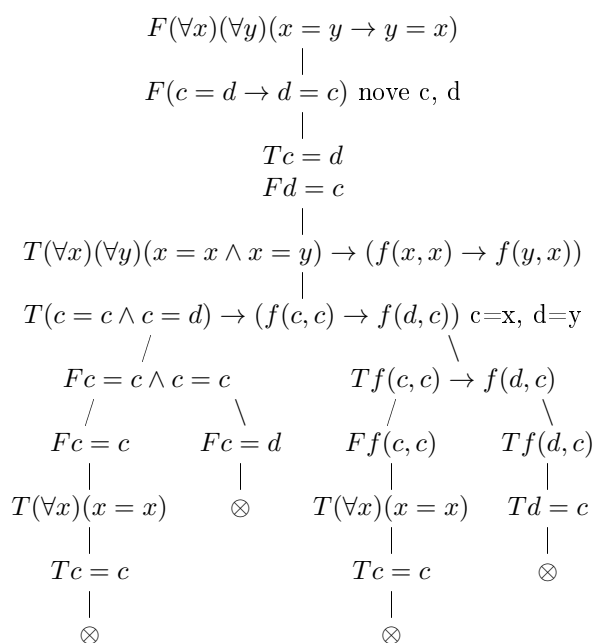 F(∀x)(∀y)(x = y → y = x)
F(c = d → d = c) nove c, d
Tc = d
Fd = c
T(∀x)(∀y)(x = x ∧ x = y) → (f(x, x) → f(y, x))
T(c = c ∧ c = d) → (f(c, c) → f(d, c)) c=x, d=y
Fc = c ∧ c = c Tf(c, c) → f(d, c)
Fc = c Fc = d Ff(c, c) Tf(d, c)
T(∀x)(x = x) ⊗ T(∀x)(x = x) Td = c
Tc = c Tc = c ⊗
⊗ ⊗